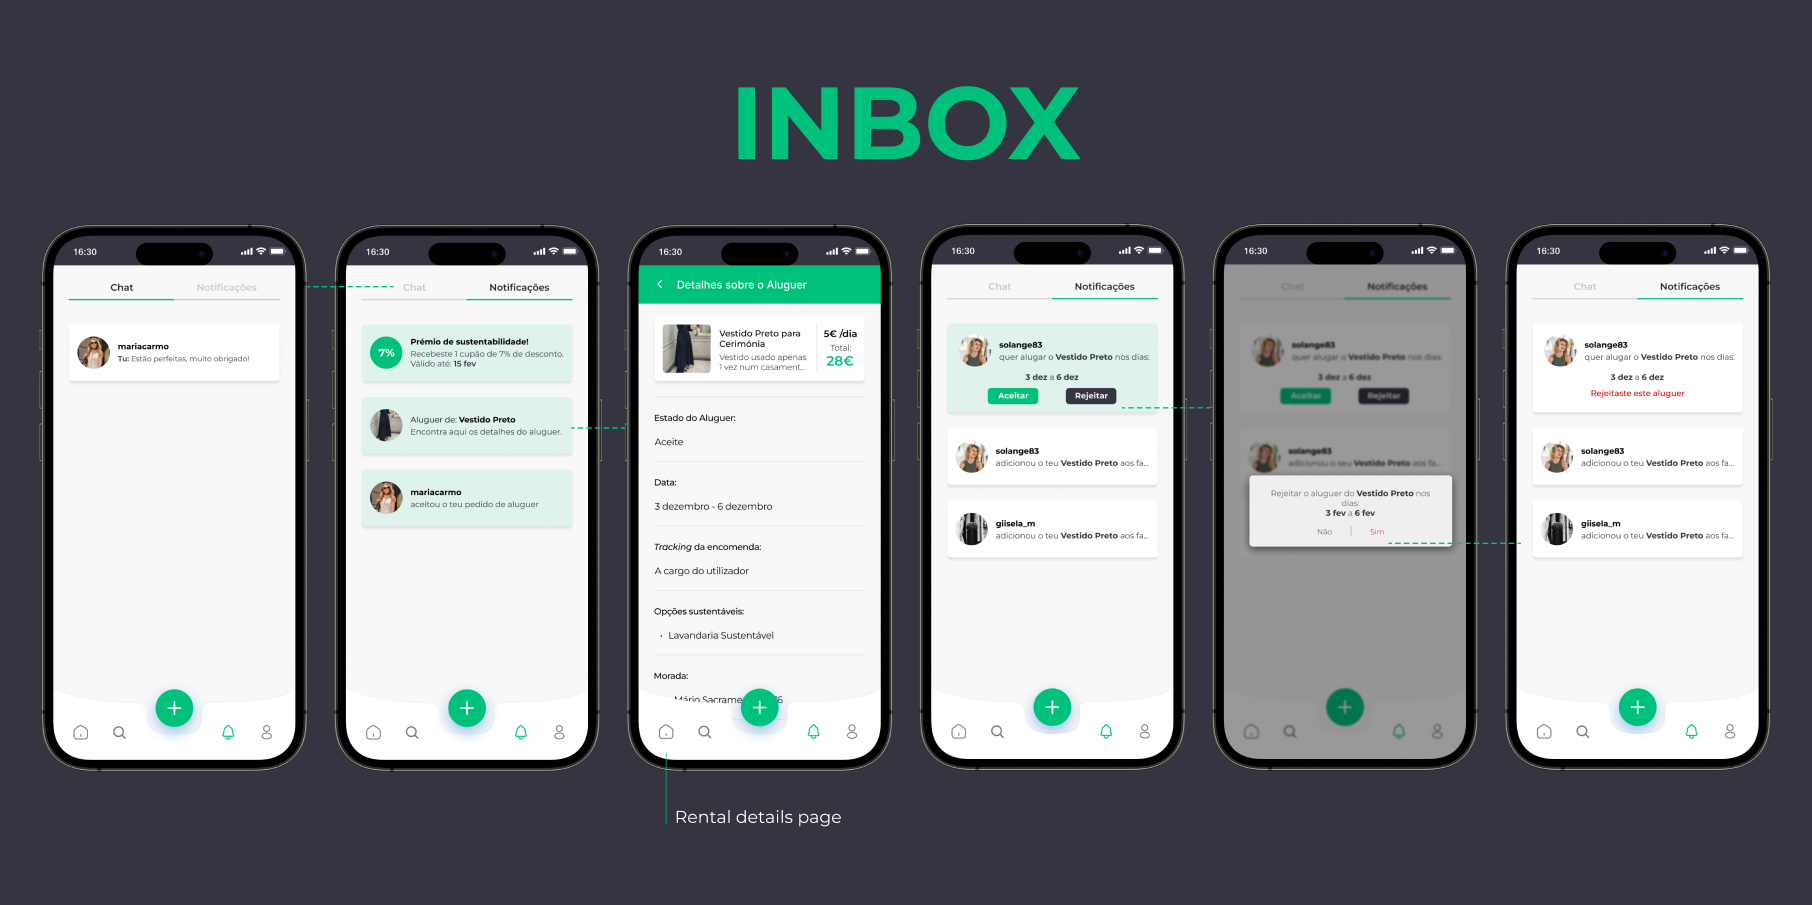 INBOX
16:30
Chat
Notificações
mariacarmo
Tu: Estão perfeitas, muito obrigado!
16:30
Chat
Notificações
7%
Prémio de sustentabilidade!
Recebeste 1 cupão de 7% de desconto.
Válido até: 15 fev
Aluguer de: Vestido Preto
Encontra aqui os detalhes do aluguer.
mariacarmo
aceitou o teu pedido de aluguer
16:30
Detalhes sobre o Aluguer
Vestido Preto para
Cerimónia
Vestido usado apenas
1 vez num casament...
5€ /dia
Total:
28€
Estado do Aluguer:
Aceite
Data:
3 dezembro - 6 dezembro
Tracking da encomenda:
A cargo do utilizador
Opções sustentáveis:
• Lavandaria Sustentável
Morada:
Mário Sacrame
Rental details page
16:30
Chat
Notificações
solange83
quer alugar o Vestido Preto nos dias:
3 dez a 6 dez
Aceitar
Rejeitar
solange83
adicionou o teu Vestido Preto aos fa...
giisela_m
adicionou o teu Vestido Preto aos fa...
16:30
Chat
Notificações
solange83
quer alugar o Vestido Preto nos dias:
3 dez a 6 dez
Aceitar
Rejeitar
solange83
adicionou o seu Vestido Preto aos fa...
Rejeitar o aluguer do Vestido Preto nos
dias:
3 fev a 6 fev
Não
Sim
16:30
Chat
Notificações
solange83
quer alugar o Vestido Preto nos dias:
3 dez a 6 dez
Rejeitaste este aluguer
solange83
adicionou o teu Vestido Preto aos fa...
giisela_m
adicionou o teu Vestido Preto aos fa...